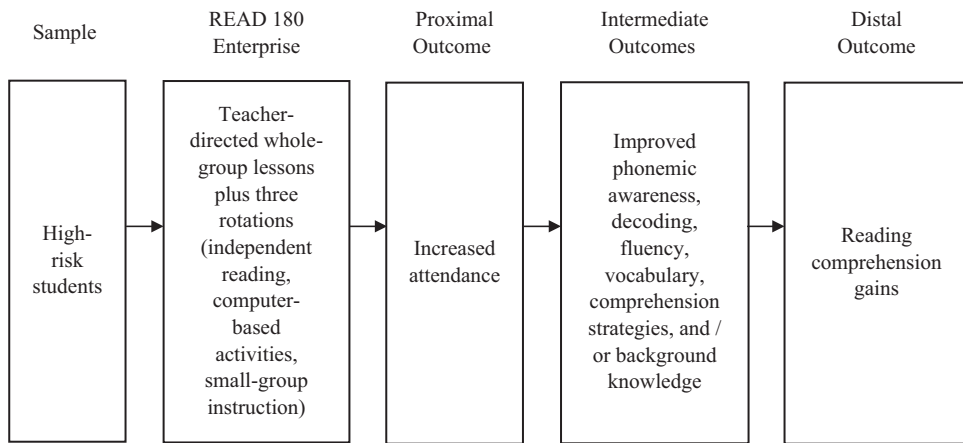 Sample
READ 180
Enterprise
Proximal
Outcome
Intermediate
Outcomes
Distal
Outcome
High-
risk
students
Teacher-
directed whole-
group lessons
plus three
rotations
(independent
reading,
computer-
based
activities,
small-group
instruction)
Increased
attendance
Improved
phonemic
awareness,
decoding,
fluency,
vocabulary,
comprehension
strategies, and /
or background
knowledge
Reading
comprehension
gains